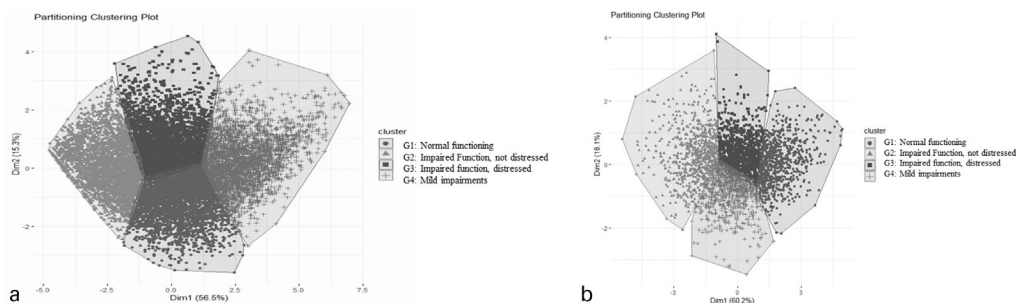 Partitioning Clustering Plot
4
2
0
-2
Dim2 (15.3%)
-5.0
-2.5
0.0
2.5
5.0
7.5
Dim1 (56.5%)
cluster
G1: Normal functioning
G2: Impaired Function, not distressed
G3: Impaired function, distressed
G4: Mild impairments
a
Partitioning Clustering Plot
4
2
0
-2
Dim2 (18.1%)
-3
0
3
Dim1 (60.2%)
cluster
G1: Normal functioning
G2: Impaired Function, not distressed
G3: Impaired function, distressed
G4: Mild impairments
b